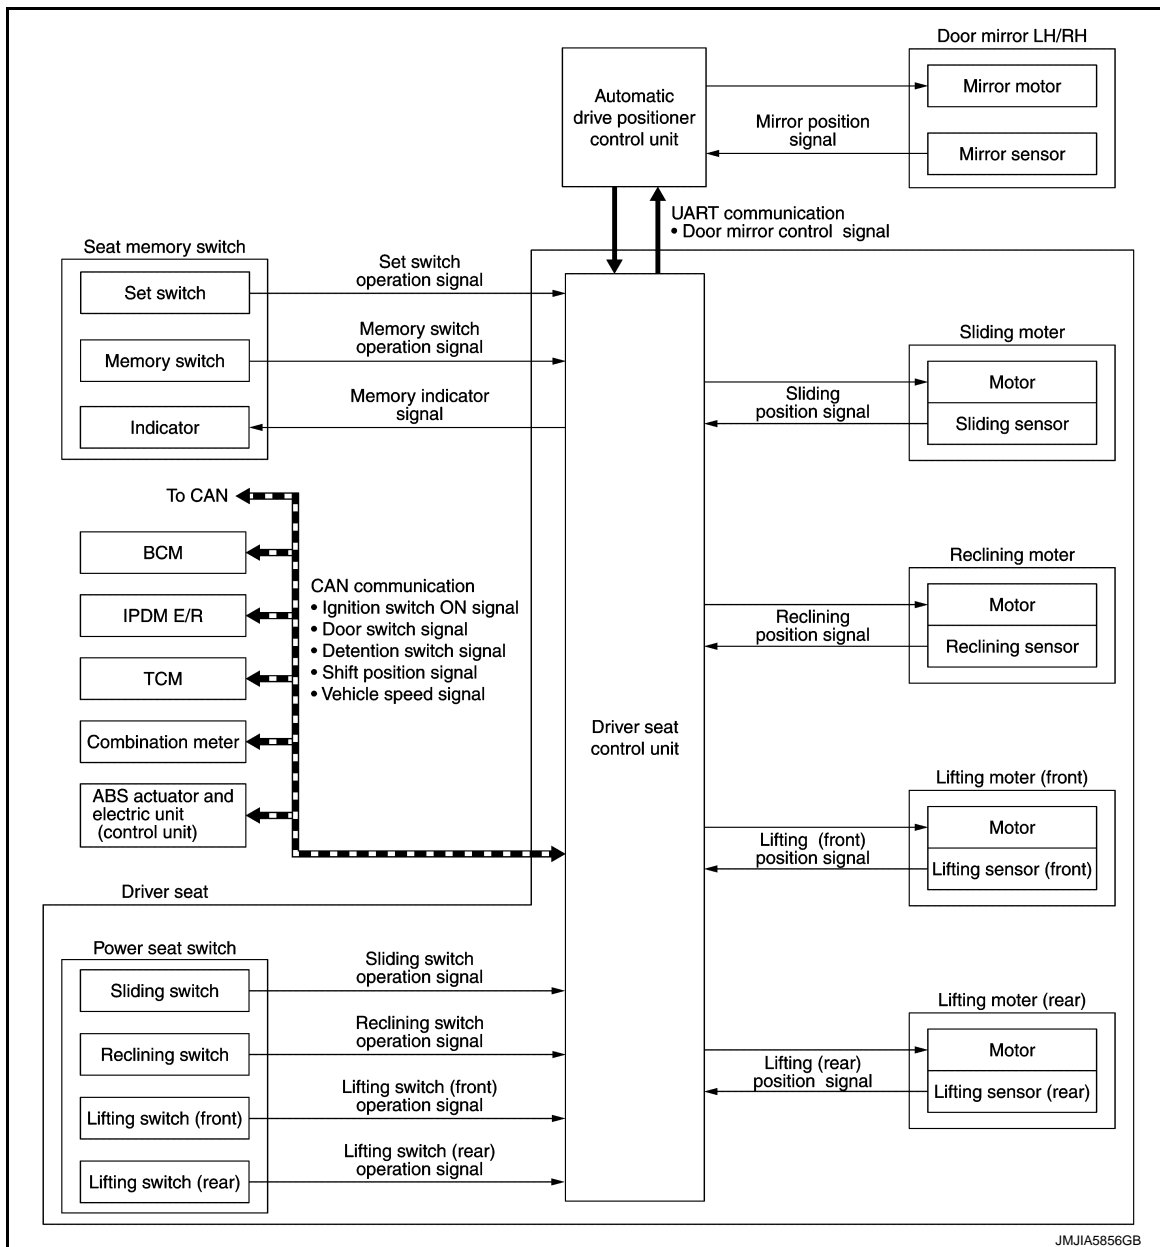 Door mirror LH/RH
Automatic
drive positioner
control unit
Mirror motor
Mirror position
signal
Mirror sensor
UART communication
• Door mirror control signal
Seat memory switch
Set switch
Set switch
operation signal
Memory switch
Memory switch
operation signal
Indicator
Memory indicator
signal
Sliding moter
Motor
Sliding
position signal
Sliding sensor
To CAN
BCM
IPDM E/R
TCM
Combination meter
ABS actuator and
electric unit
(control unit)
CAN communication
• Ignition switch ON signal
• Door switch signal
• Detention switch signal
• Shift position signal
• Vehicle speed signal
Reclining moter
Motor
Reclining
position signal
Reclining sensor
Driver seat
control unit
Lifting moter (front)
Motor
Lifting (front)
position signal
Lifting sensor (front)
Driver seat
Power seat switch
Sliding switch
Sliding switch
operation signal
Reclining switch
Reclining switch
operation signal
Lifting switch (front)
Lifting switch (front)
operation signal
Lifting switch (rear)
Lifting switch (rear)
operation signal
Lifting moter (rear)
Motor
Lifting (rear)
position signal
Lifting sensor (rear)
JMJIA5856GB